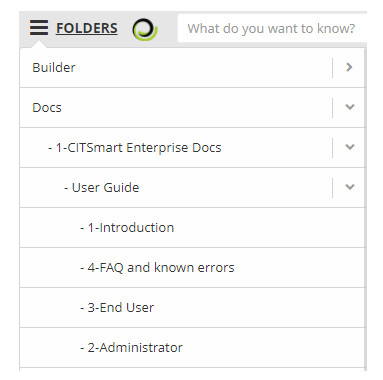 FOLDERS What do you want to know?
Builder
Docs
- 1-CITSmart Enterprise Docs
- User Guide
- 1-Introduction
- 4-FAQ and known errors
- 3-End User
- 2-Administrator